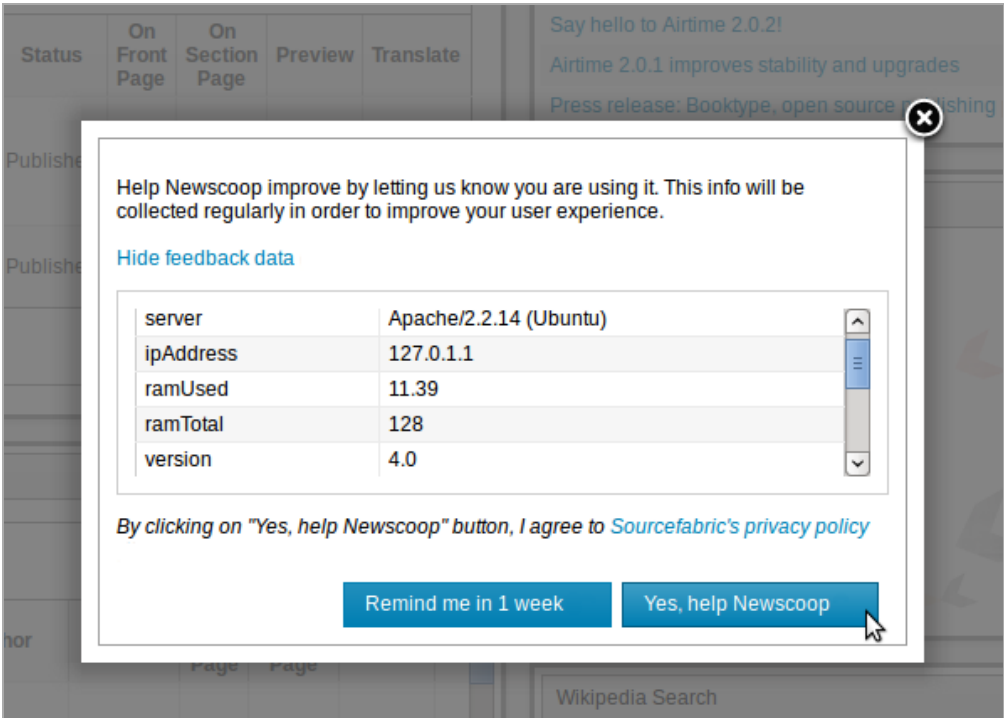 Status
On Front Page
On Section Page
Preview
Translate
Say hello to Airtime 2.0.2!
Airtime 2.0.1 improves stability and upgrades
Press release: Booktype, open source
Help Newscoop improve by letting us know you are using it. This info will be
collected regularly in order to improve your user experience.
Hide feedback data
server Apache/2.2.14 (Ubuntu)
ipAddress 127.0.1.1
ramUsed 11.39
ramTotal 128
version 4.0
By clicking on "Yes, help Newscoop" button, I agree to Sourcefabric's privacy policy
Remind me in 1 week
Yes, help Newscoop
Page Page
Wikipedia Search